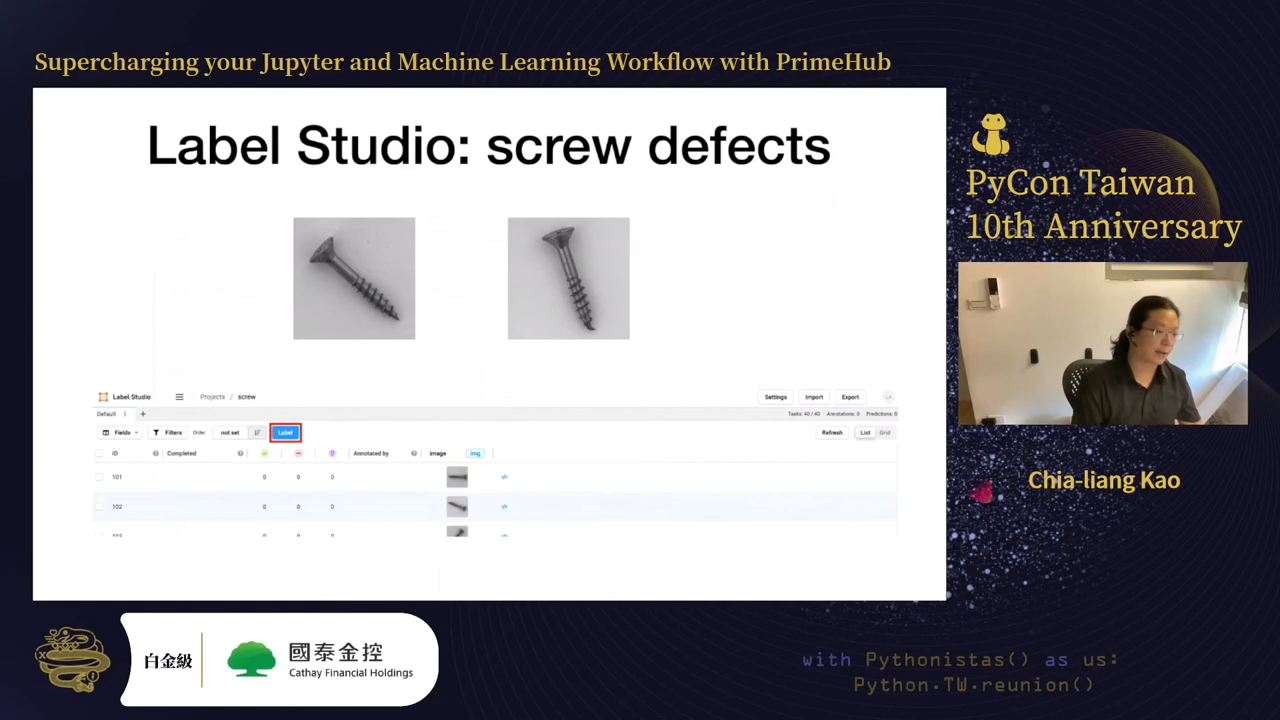 Supercharging your Jupyter and Machine Learning Workflow with PrimeHub
Label Studio: screw defects
Label Studio
Projects / screw
Settings
Import
Export
Default
Tasks: 40 / 40 Annotations: 0 Predictions: 0
Fields
Filters
Order
not set
Label
Refresh
List
Grid
ID
Completed
Annotated by
image
img
101 0 0 0
102 0 0 0
PyCon Taiwan
10th Anniversary
Chia-liang Kao
白金級
國泰金控
Cathay Financial Holdings
with Pythonistas() as us:
Python.TW.reunion()